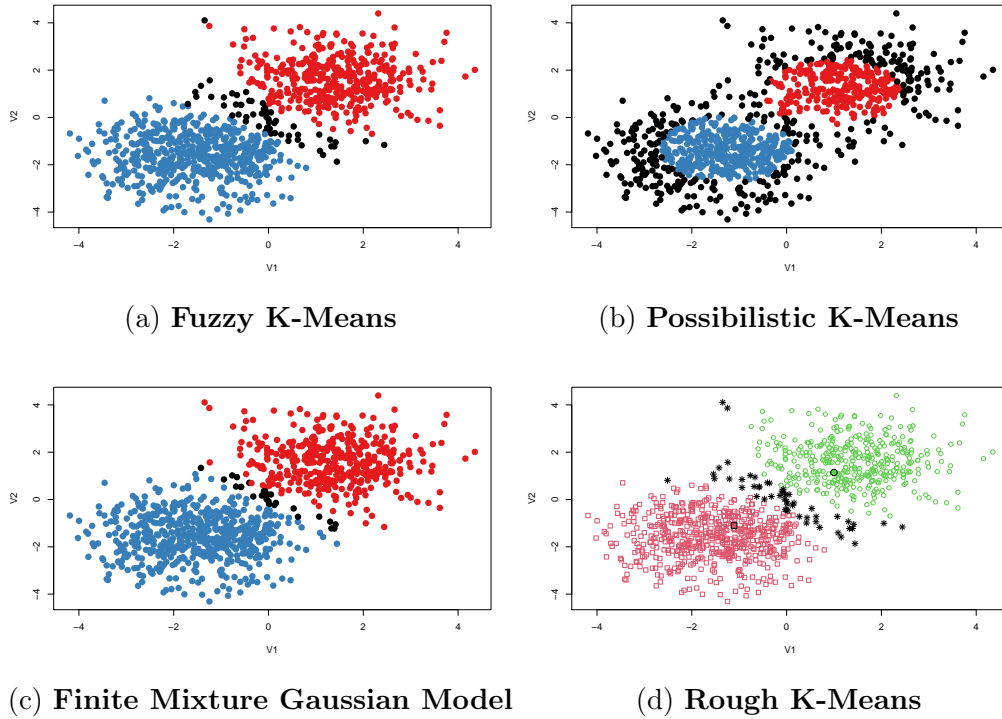 4
2
0
−2
−4
V2
−4 −2 0 2 4
V1
(a) Fuzzy K-Means
4
2
0
−2
−4
V2
−4 −2 0 2 4
V1
(b) Possibilistic K-Means
4
2
0
−2
−4
V2
−4 −2 0 2 4
V1
(c) Finite Mixture Gaussian Model
4
2
0
−2
−4
V2
−4 −2 0 2 4
V1
(d) Rough K-Means